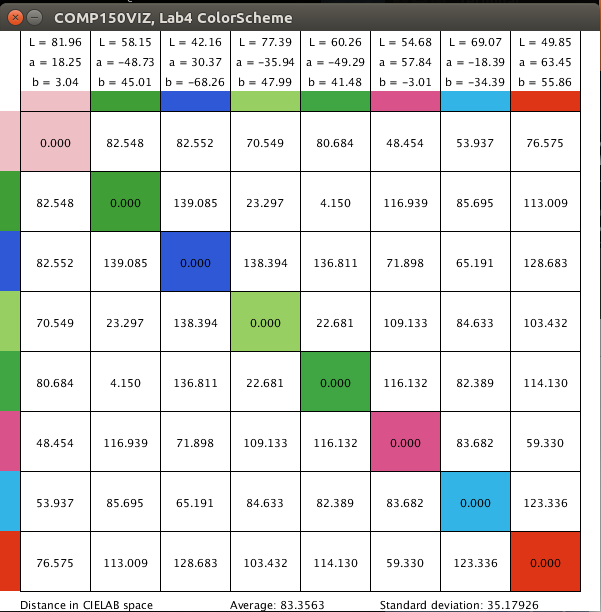 COMP150VIZ, Lab4 ColorScheme
L = 81.96 L = 58.15 L = 42.16 L = 77.39 L = 60.26 L = 54.68 L = 69.07 L = 49.85
a = 18.25 a = −48.73 a = 30.37 a = −35.94 a = −49.29 a = 57.84 a = −18.39 a = 63.45
b = 3.04 b = 45.01 b = −68.26 b = 47.99 b = 41.48 b = −3.01 b = −34.39 b = 55.86
0.000 82.548 82.552 70.549 80.684 48.454 53.937 76.575
82.548 0.000 139.085 23.297 4.150 116.939 85.695 113.009
82.552 139.085 0.000 138.394 136.811 71.898 65.191 128.683
70.549 23.297 138.394 0.000 22.681 109.133 84.633 103.432
80.684 4.150 136.811 22.681 0.000 116.132 82.389 114.130
48.454 116.939 71.898 109.133 116.132 0.000 83.682 59.330
53.937 85.695 65.191 84.633 82.389 83.682 0.000 123.336
76.575 113.009 128.683 103.432 114.130 59.330 123.336 0.000
Distance in CIELAB space Average: 83.3563 Standard deviation: 35.17926